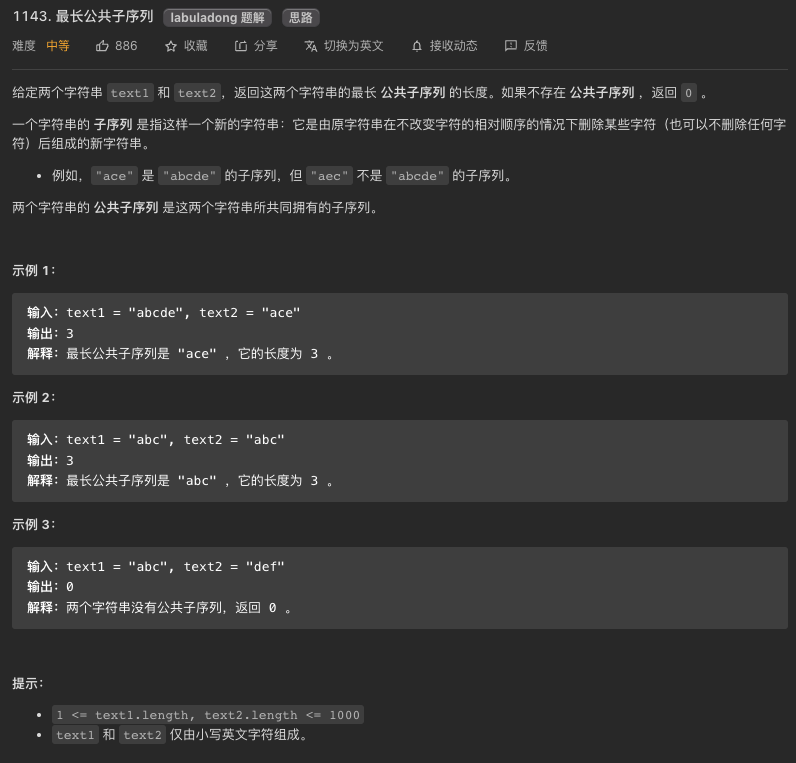 1143. 最长公共子序列 labuladong 题解 思路
难度 中等 886 收藏 分享 切换为英文 接收动态 反馈
给定两个字符串 text1 和 text2，返回这两个字符串的最长 公共子序列 的长度。如果不存在 公共子序列 ，返回 0 。
一个字符串的 子序列 是指这样一个新的字符串：它是由原字符串在不改变字符的相对顺序的情况下删除某些字符（也可以不删除任何字
符）后组成的新字符串。
• 例如，"ace" 是 "abcde" 的子序列，但 "aec" 不是 "abcde" 的子序列。
两个字符串的 公共子序列 是这两个字符串所共同拥有的子序列。
示例 1：
输入：text1 = "abcde", text2 = "ace"
输出：3
解释：最长公共子序列是 "ace" ，它的长度为 3 。
示例 2：
输入：text1 = "abc", text2 = "abc"
输出：3
解释：最长公共子序列是 "abc" ，它的长度为 3 。
示例 3：
输入：text1 = "abc", text2 = "def"
输出：0
解释：两个字符串没有公共子序列，返回 0 。
提示：
• 1 <= text1.length, text2.length <= 1000
• text1 和 text2 仅由小写英文字符组成。